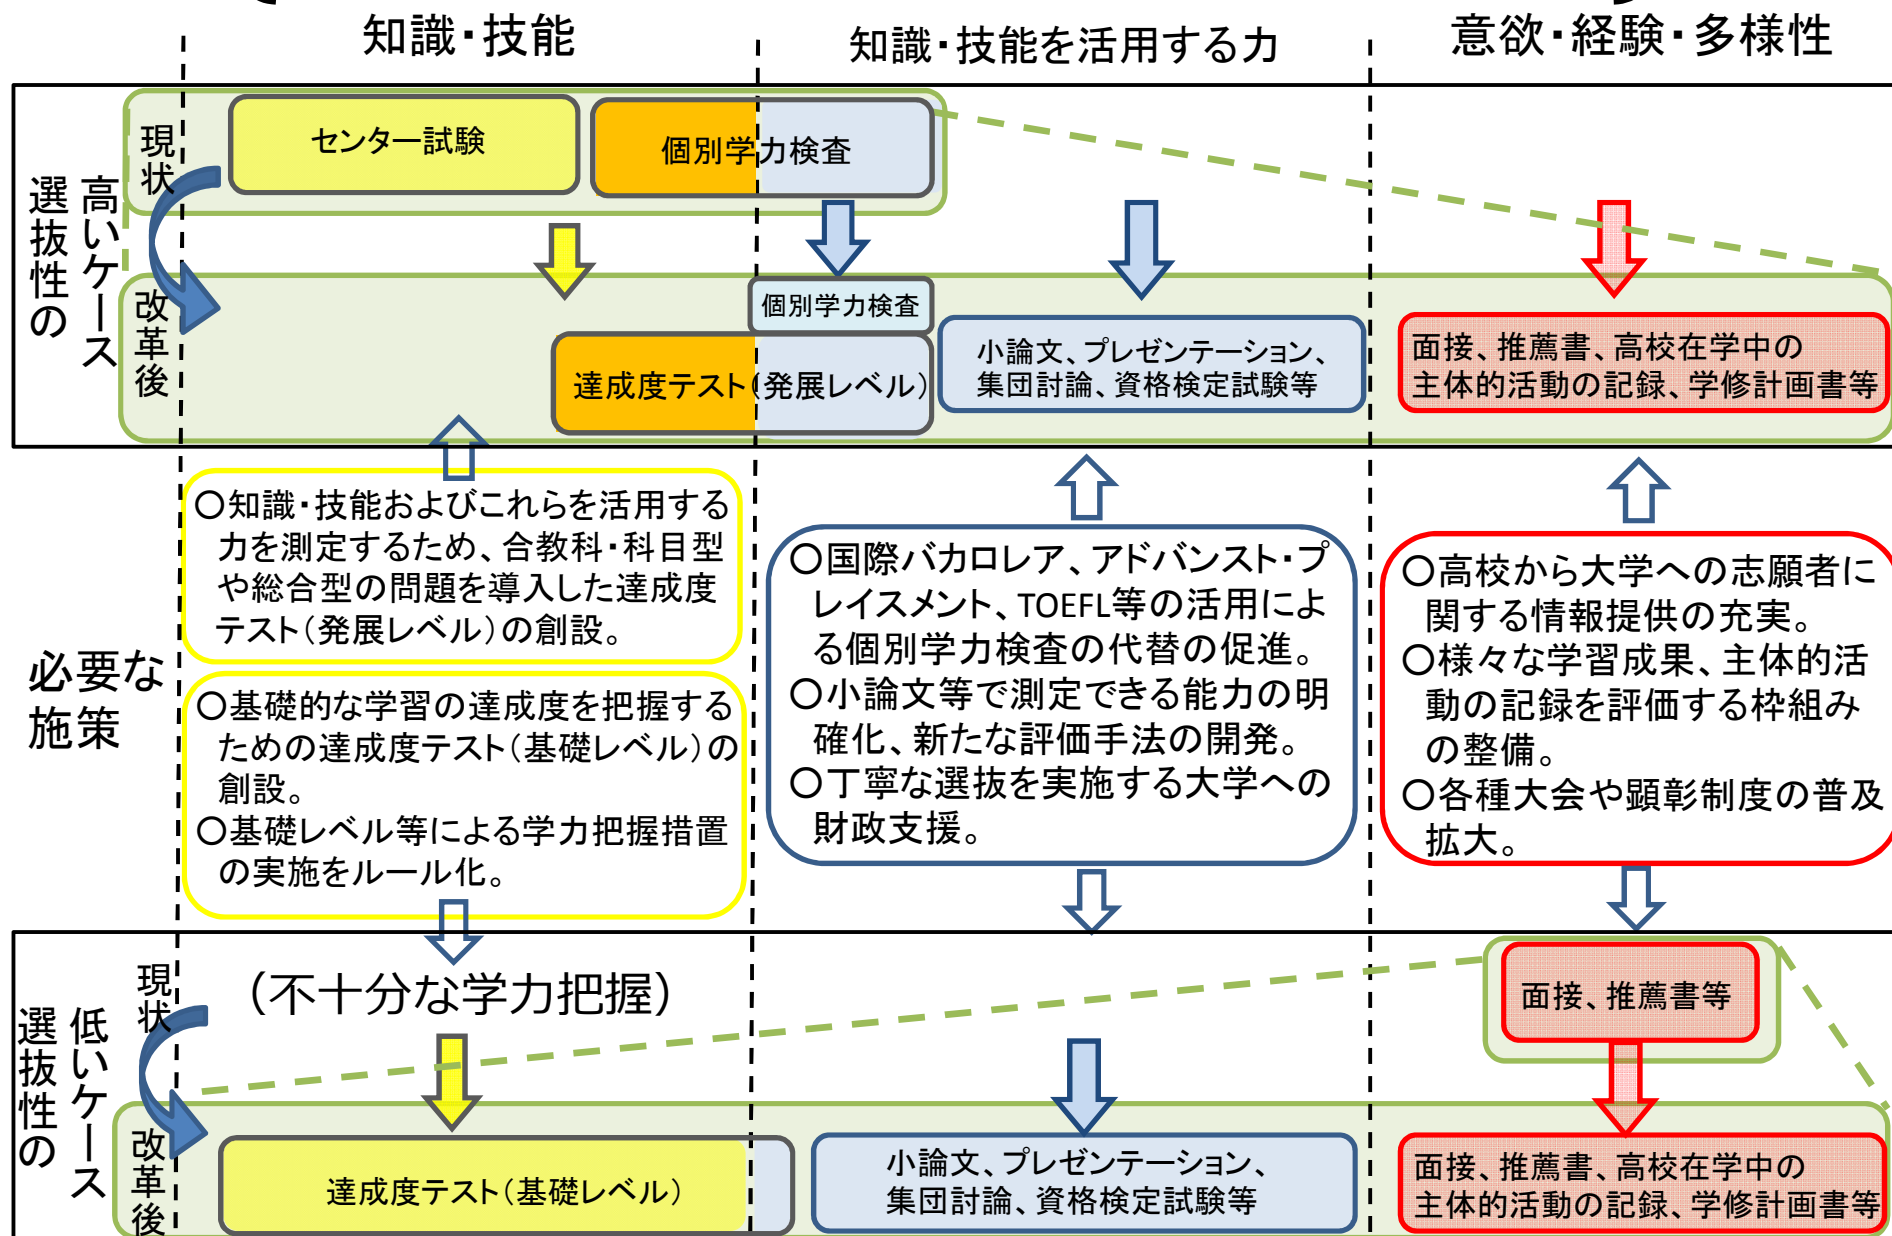 知識・技能
知識・技能を活用する力
意欲・経験・多様性
選抜性の
高いケース
現状
センター試験
個別学力検査
改革後
個別学力検査
達成度テスト(発展レベル)
小論文、プレゼンテーション、
集団討論、資格検定試験等
面接、推薦書、高校在学中の
主体的活動の記録、学修計画書等
必要な
施策
○知識・技能およびこれらを活用する
力を測定するため、合教科・科目型
や総合型の問題を導入した達成度
テスト(発展レベル)の創設。
○基礎的な学習の達成度を把握する
ための達成度テスト(基礎レベル)の
創設。
○基礎レベル等による学力把握措置
の実施をルール化。
○国際バカロレア、アドバンスト・プ
レイスメント、TOEFL等の活用によ
る個別学力検査の代替の促進。
○小論文等で測定できる能力の明
確化、新たな評価手法の開発。
○丁寧な選抜を実施する大学への
財政支援。
○高校から大学への志願者に
関する情報提供の充実。
○様々な学習成果、主体的活
動の記録を評価する枠組み
の整備。
○各種大会や顕彰制度の普及
拡大。
選抜性の
低いケース
現状
(不十分な学力把握)
面接、推薦書等
改革後
達成度テスト(基礎レベル)
小論文、プレゼンテーション、
集団討論、資格検定試験等
面接、推薦書、高校在学中の
主体的活動の記録、学修計画書等